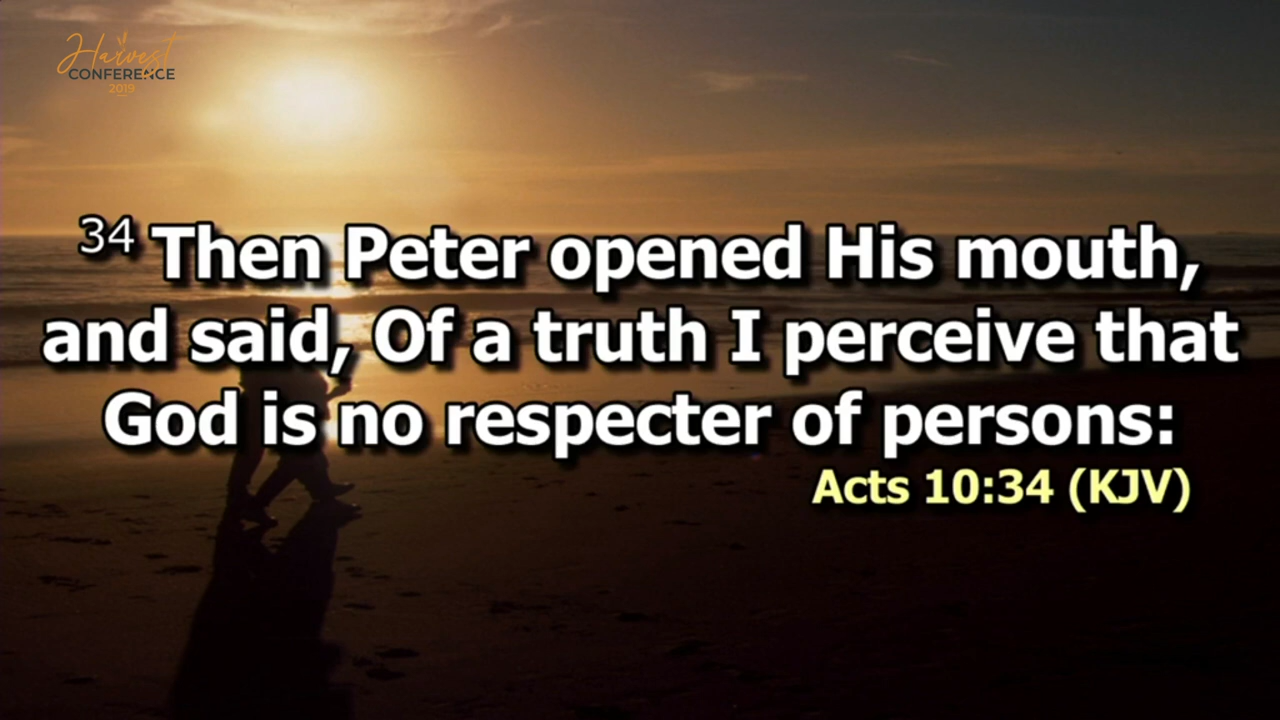 Harvest
CONFERENCE
2019
34 Then Peter opened His mouth,
and said, Of a truth I perceive that
God is no respecter of persons:
Acts 10:34 (KJV)